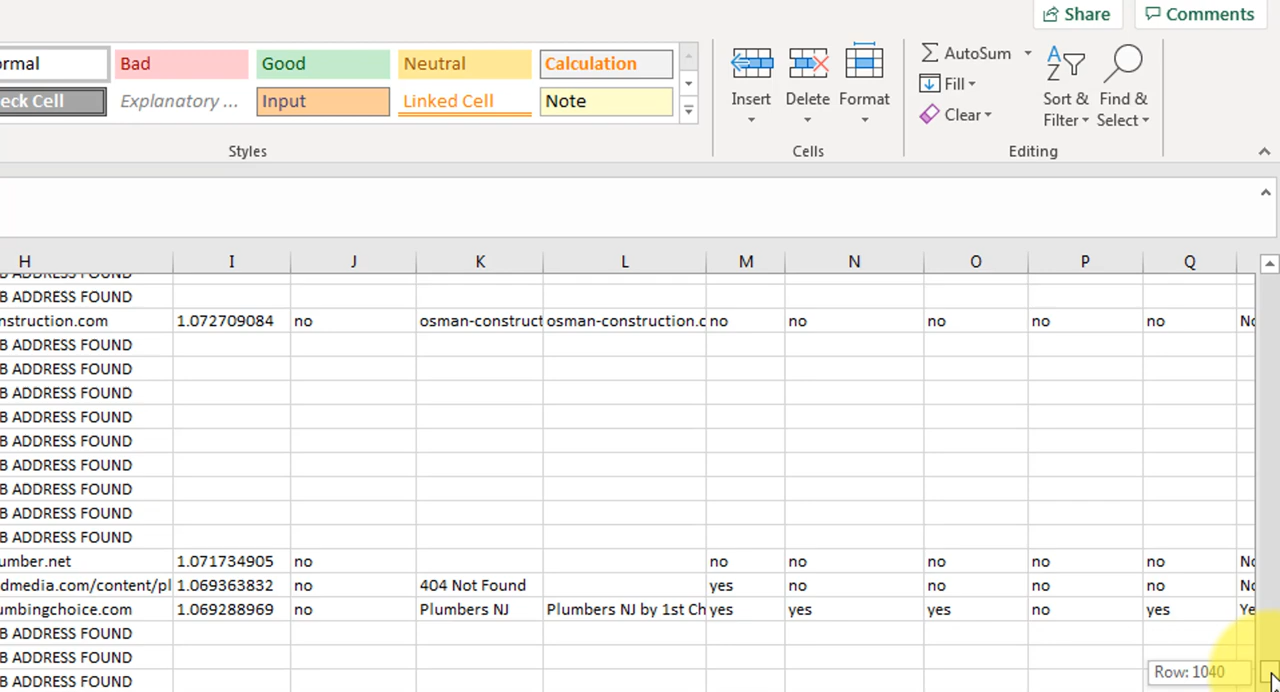 Share Comments
ormal Bad Good Neutral Calculation
eck Cell Explanatory ... Input Linked Cell Note
Styles
Insert Delete Format
Cells
AutoSum
Fill
Clear
Sort & Filter
Find & Select
Editing
H I J K L M N O P Q
B ADDRESS FOUND
B ADDRESS FOUND
nstruction.com 1.072709084 no osman-construct osman-construction.c no no no no no No
B ADDRESS FOUND
B ADDRESS FOUND
B ADDRESS FOUND
B ADDRESS FOUND
B ADDRESS FOUND
B ADDRESS FOUND
B ADDRESS FOUND
B ADDRESS FOUND
B ADDRESS FOUND
umber.net 1.071734905 no no no no no no No
dmedia.com/content/pl 1.069363832 no 404 Not Found yes no no no no No
umbingchoice.com 1.069288969 no Plumbers NJ Plumbers NJ by 1st Ch yes yes yes no yes Ye
B ADDRESS FOUND
B ADDRESS FOUND
B ADDRESS FOUND
Row: 1040